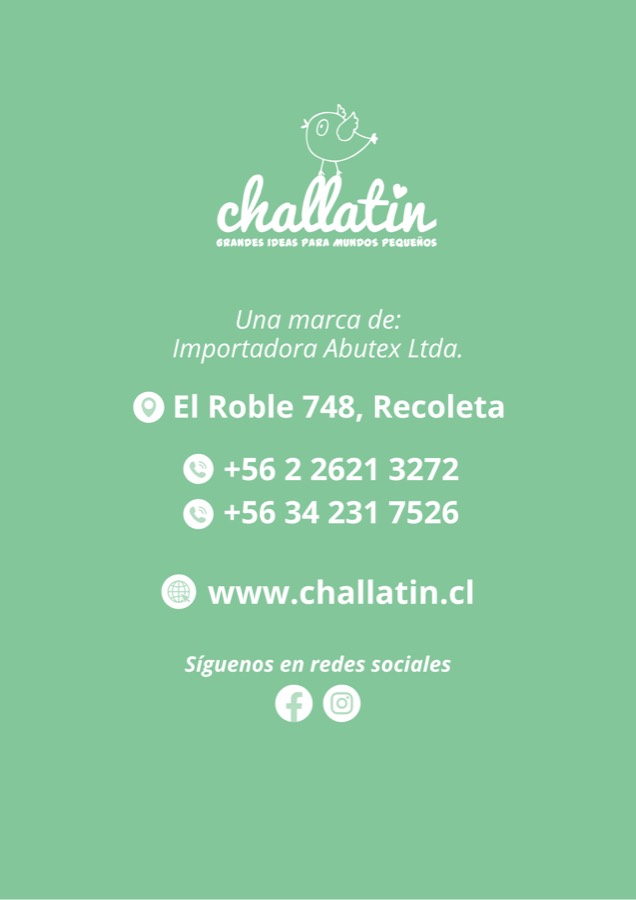 challatin
GRANDES IDEAS PARA MUNDOS PEQUEÑOS
Una marca de:
Importadora Abutex Ltda.
El Roble 748, Recoleta
+56 2 2621 3272
+56 34 231 7526
www.challatin.cl
Síguenos en redes sociales